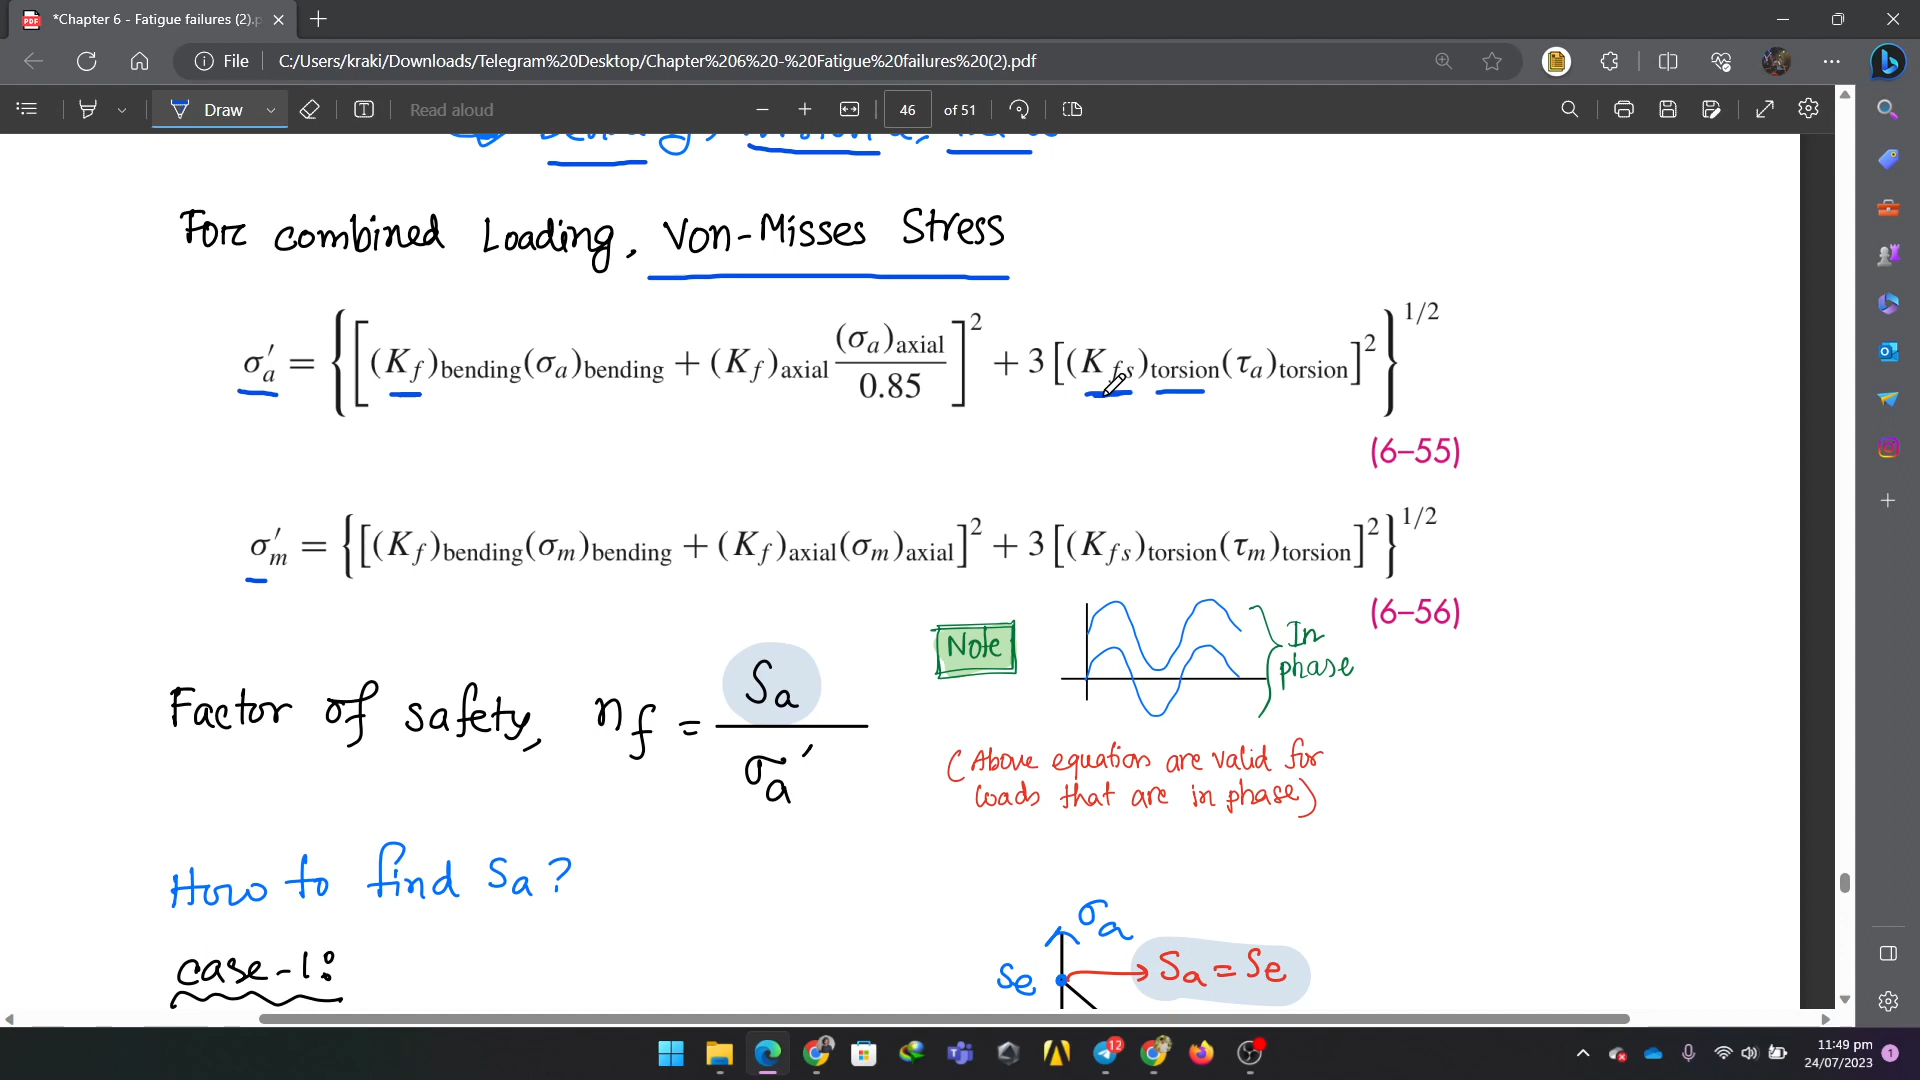 *Chapter 6 - Fatigue failures (2).p
File
C:/Users/kraki/Downloads/Telegram%20Desktop/Chapter%206%20-%20Fatigue%20failures%20(2).pdf
Draw
Read aloud
46 of 51
For combined Loading, Von-Misses Stress
σ′a = {[(Kf)bending(σa)bending + (Kf)axial (σa)axial/0.85]² + 3[(Kfs)torsion(τa)torsion]²}^1/2
(6–55)
σ′m = {[(Kf)bending(σm)bending + (Kf)axial(σm)axial]² + 3[(Kfs)torsion(τm)torsion]²}^1/2
(6–56)
Note
In
phase
Factor of safety, nf = Sa/σa′
(Above equation are valid for
loads that are in phase)
How to find Sa?
σa
case-1:
Se
Sa = Se
12
11:49 pm
24/07/2023
1